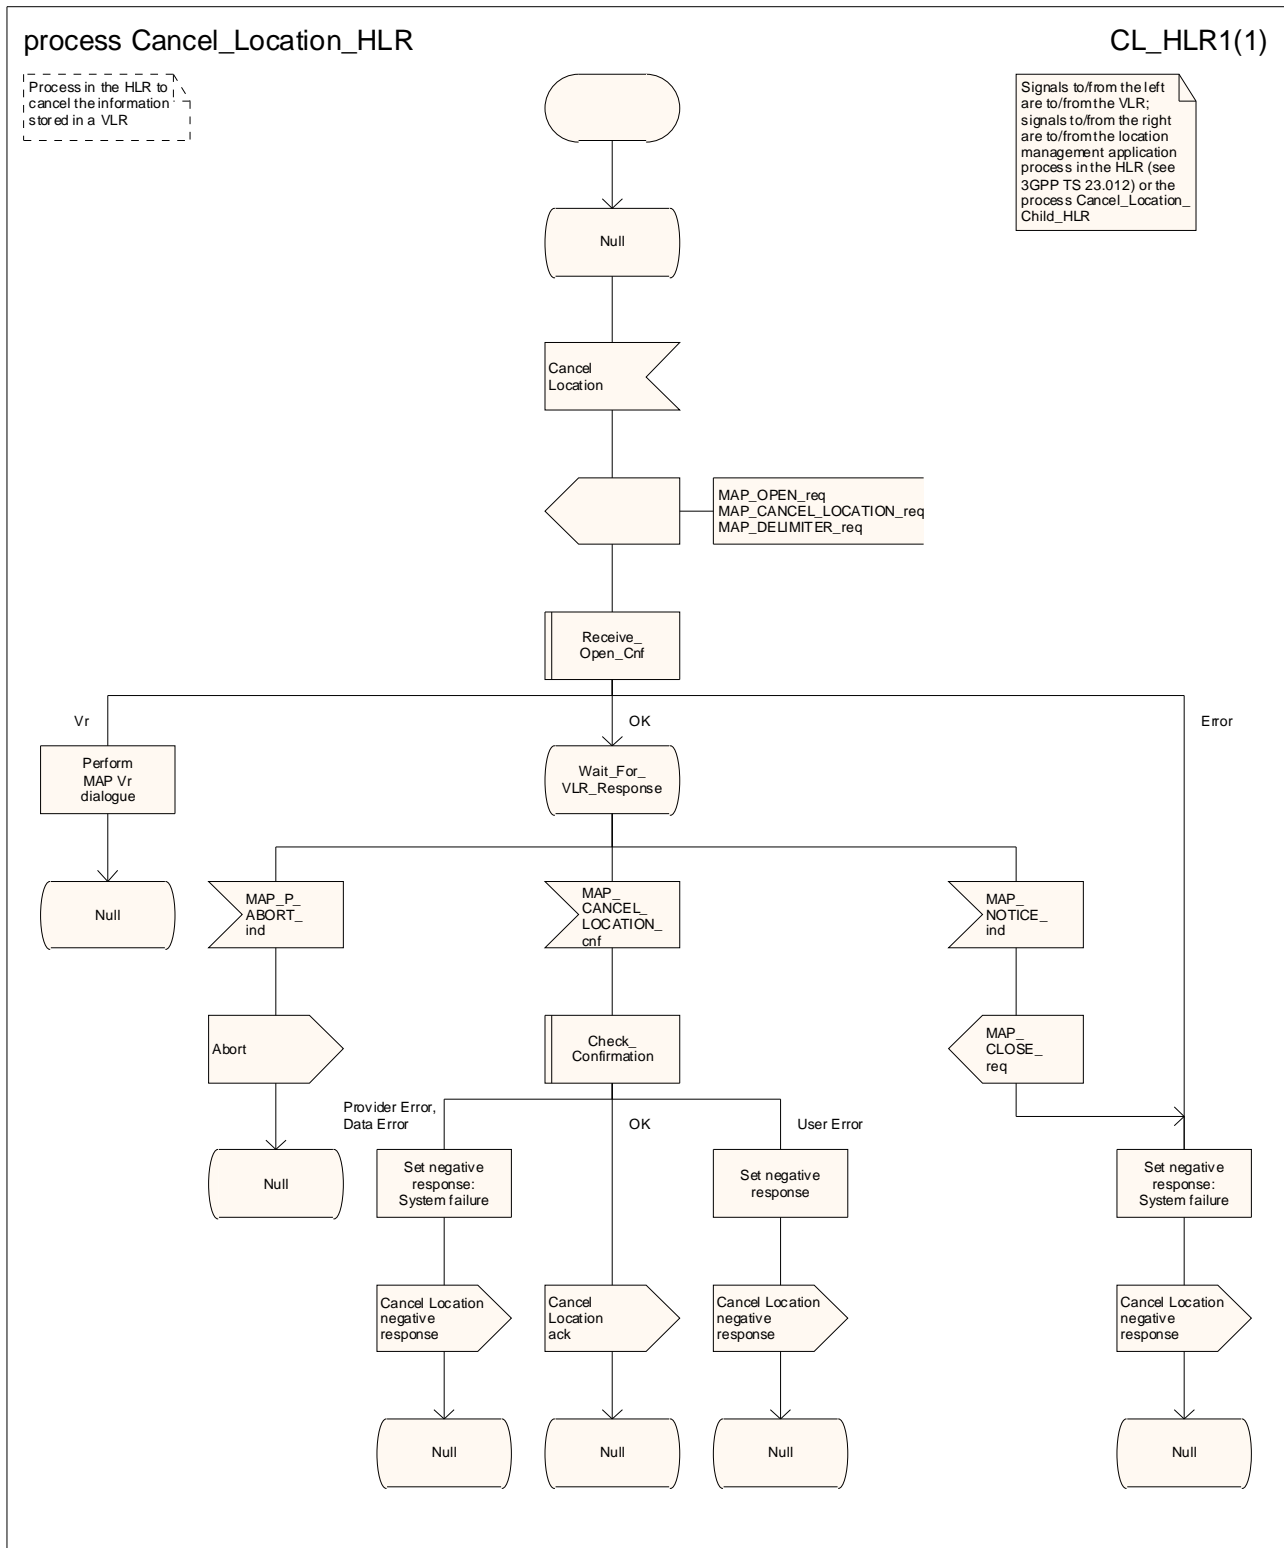 process Cancel_Location_HLR
CL_HLR1(1)
Process in the HLR to
cancel the information
stored in a VLR
Signals to/from the left
are to/from the VLR;
signals to/from the right
are to/from the location
management application
process in the HLR (see
3GPP TS 23.012) or the
process Cancel_Location_
Child_HLR
Null
Cancel
Location
MAP_OPEN_req
MAP_CANCEL_LOCATION_req
MAP_DELIMITER_req
Receive_
Open_Cnf
Vr
OK
Error
Perform
MAP Vr
dialogue
Wait_For_
VLR_Response
Null
MAP_P_
ABORT_
ind
MAP_
CANCEL_
LOCATION_
cnf
MAP_
NOTICE_
ind
Abort
Check_
Confirmation
MAP_
CLOSE_
req
Provider Error,
Data Error
OK
User Error
Null
Set negative
response:
System failure
Set negative
response
Set negative
response:
System failure
Cancel Location
negative
response
Cancel
Location
ack
Cancel Location
negative
response
Cancel Location
negative
response
Null
Null
Null
Null